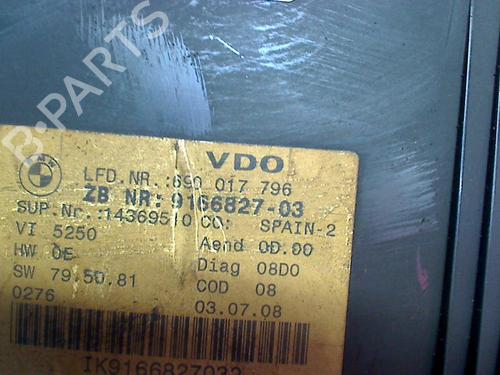 B-PARTS
BMW
VDO
LFD.NR.:690 017 796
ZB NR: 9166827-03
SUP.Nr.:14369510 CO: SPAIN-2
VI 5250 Aend 0D.00
HW 0E Diag 08D0
SW 79.50.81 COD 08
0276 03.07.08
IK9166827032